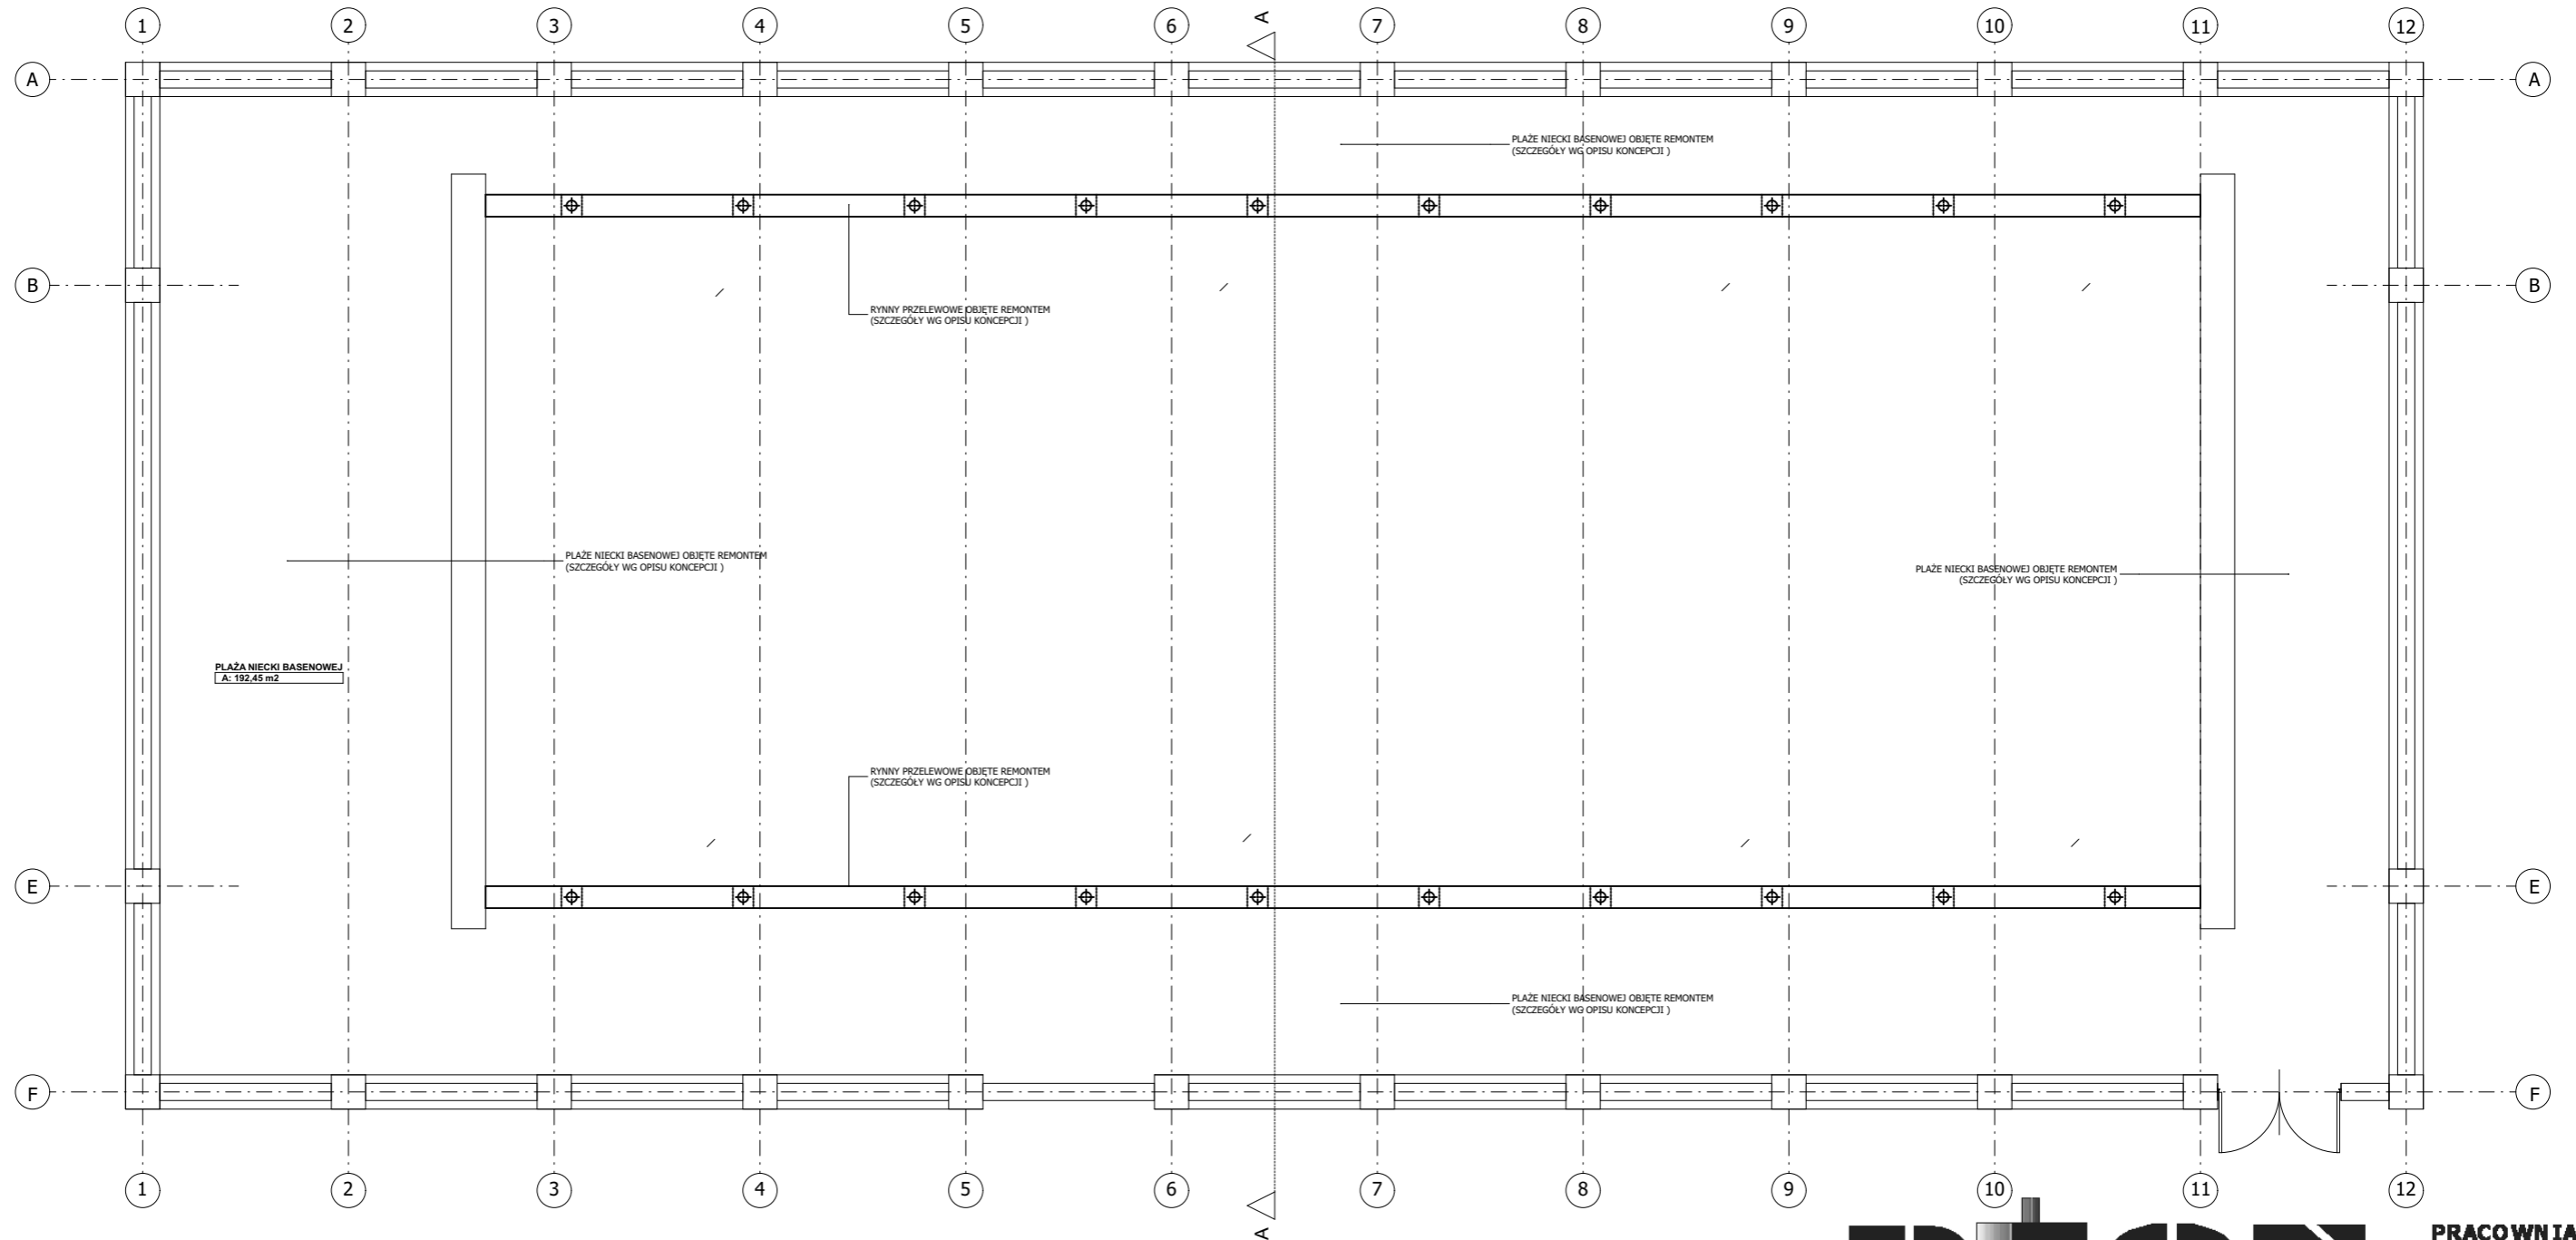 1 2 3 4 5 6 A 7 8 9 10 11 12
A A
PLAŻE NIECKI BASENOWEJ OBJĘTE REMONTEM
(SZCZEGÓŁY WG OPISU KONCEPCJI )
B B
RYNNY PRZELEWOWE OBJĘTE REMONTEM
(SZCZEGÓŁY WG OPISU KONCEPCJI )
PLAŻE NIECKI BASENOWEJ OBJĘTE REMONTEM
(SZCZEGÓŁY WG OPISU KONCEPCJI )
PLAŻE NIECKI BASENOWEJ OBJĘTE REMONTEM
(SZCZEGÓŁY WG OPISU KONCEPCJI )
PLAŻA NIECKI BASENOWEJ
A: 192,45 m2
RYNNY PRZELEWOWE OBJĘTE REMONTEM
(SZCZEGÓŁY WG OPISU KONCEPCJI )
E E
PLAŻE NIECKI BASENOWEJ OBJĘTE REMONTEM
(SZCZEGÓŁY WG OPISU KONCEPCJI )
F F
1 2 3 4 5 6 A 7 8 9 10 11 12
PRACOWNIA